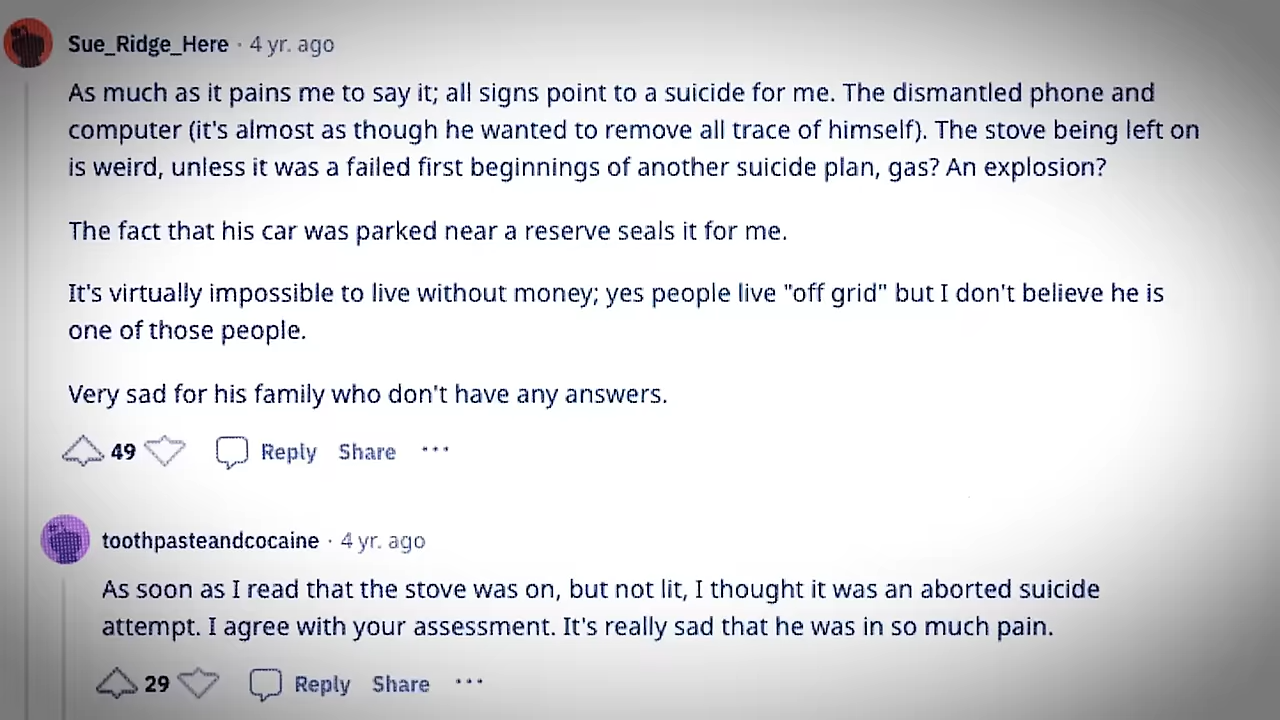 Sue_Ridge_Here · 4 yr. ago
As much as it pains me to say it; all signs point to a suicide for me. The dismantled phone and
computer (it's almost as though he wanted to remove all trace of himself). The stove being left on
is weird, unless it was a failed first beginnings of another suicide plan, gas? An explosion?
The fact that his car was parked near a reserve seals it for me.
It's virtually impossible to live without money; yes people live "off grid" but I don't believe he is
one of those people.
Very sad for his family who don't have any answers.
49 Reply Share ···
toothpasteandcocaine · 4 yr. ago
As soon as I read that the stove was on, but not lit, I thought it was an aborted suicide
attempt. I agree with your assessment. It's really sad that he was in so much pain.
29 Reply Share ···